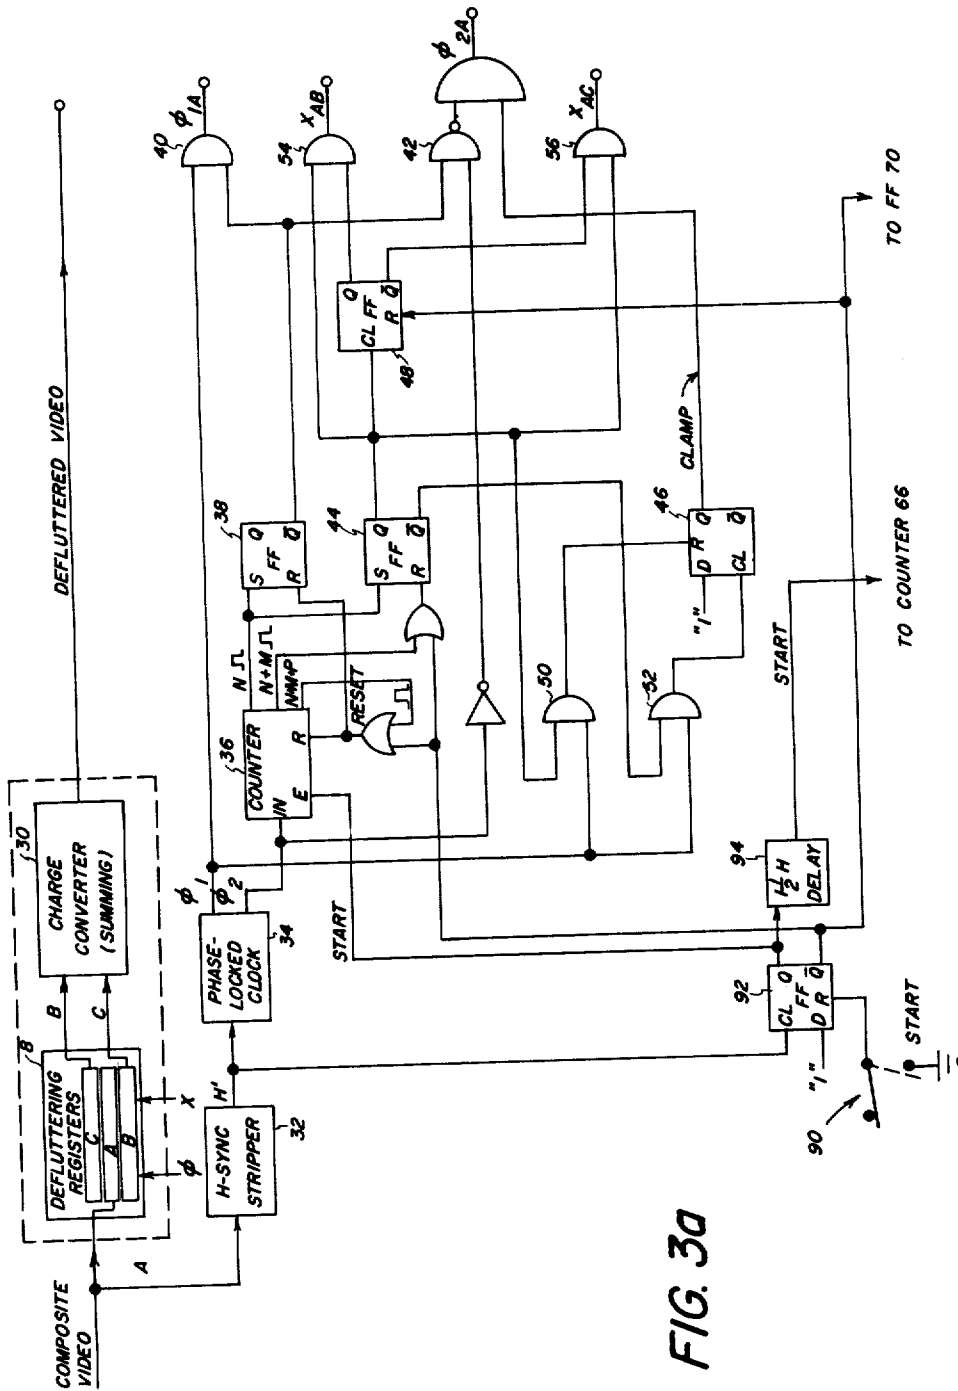 COMPOSITE
VIDEO
A
8
DEFLUTTERING
REGISTERS
C
A
B
φ
X
B
C
30
CHARGE
CONVERTER
(SUMMING)
DEFLUTTERED VIDEO
H-SYNC
STRIPPER
32
H'
PHASE-
LOCKED
CLOCK
34
φ1
φ2
START
36
COUNTER
IN
E
R
N
N+M
N+M+P
RESET
38
S
Q
FF
R
Q̅
44
S
Q
FF
R
Q̅
40
φ1A
54
XAB
42
φ2A
56
XAC
CL
Q
FF
R
Q̅
48
50
52
46
D
R
Q
CL
Q̅
"1"
CLAMP
92
CL
Q
FF
D
R
Q̅
"1"
90
START
94
1 1/2 H
DELAY
START
TO COUNTER 66
TO FF 70
FIG. 3a